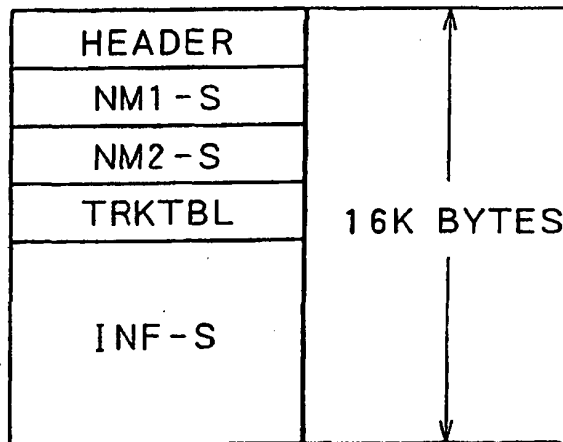 HEADER
NM1-S
NM2-S
TRKTBL
16K BYTES
INF-S